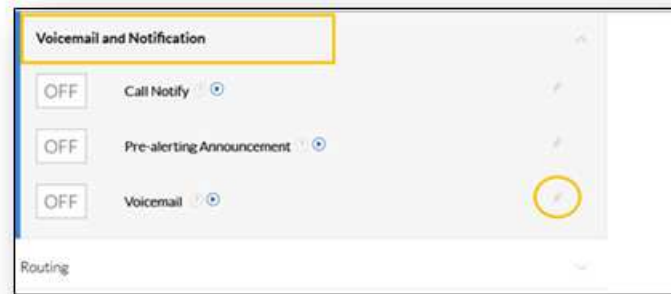 Voicemail and Notification
OFF Call Notify ?
OFF Pre-alerting Announcement ?
OFF Voicemail ?
Routing